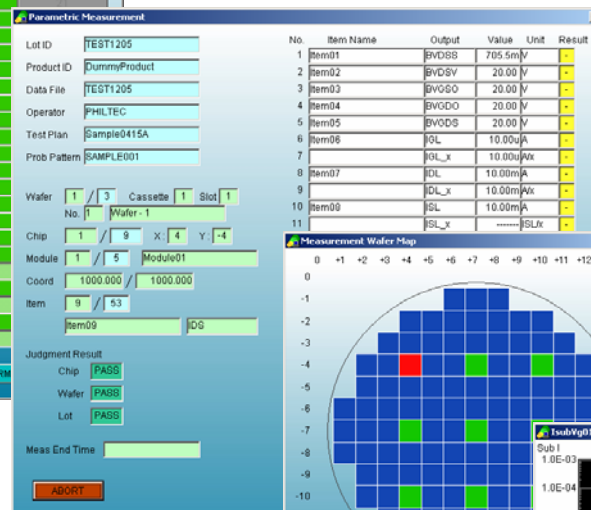 Parametric Measurement
Lot ID TEST1205
Product ID DummyProduct
Data File TEST1205
Operator PHILTEC
Test Plan Sample0415A
Prob Pattern SAMPLE001
Wafer 1 / 3 Cassette 1 Slot 1
No. 1 Wafer - 1
Chip 1 / 9 X : 4 Y : -4
Module 1 / 5 Module01
Coord 1000.000 / 1000.000
Item 9 / 53
Item09 IDS
Judgment Result
Chip PASS
Wafer PASS
Lot PASS
Meas End Time
ABORT
No. Item Name Output Value Unit Result
1 Item01 BVDSS 705.5m V -
2 Item02 BVDSV 20.00 V -
3 Item03 BVGSO 20.00 V -
4 Item04 BVGDO 20.00 V -
5 Item05 BVGDS 20.00 V -
6 Item06 IGL 10.00u A -
7 IGL_x 10.00u A/x -
8 Item07 IDL 10.00m A -
9 IDL_x 10.00m A/x -
10 Item08 ISL 10.00m A -
11 ISL_x ------- ISL/x -
Measurement Wafer Map
0 +1 +2 +3 +4 +5 +6 +7 +8 +9 +10 +11 +12
0
-1
-2
-3
-4
-5
-6
-7
-8
-9
-10
IsubVg01
Sub I
1.0E-03
1.0E-04